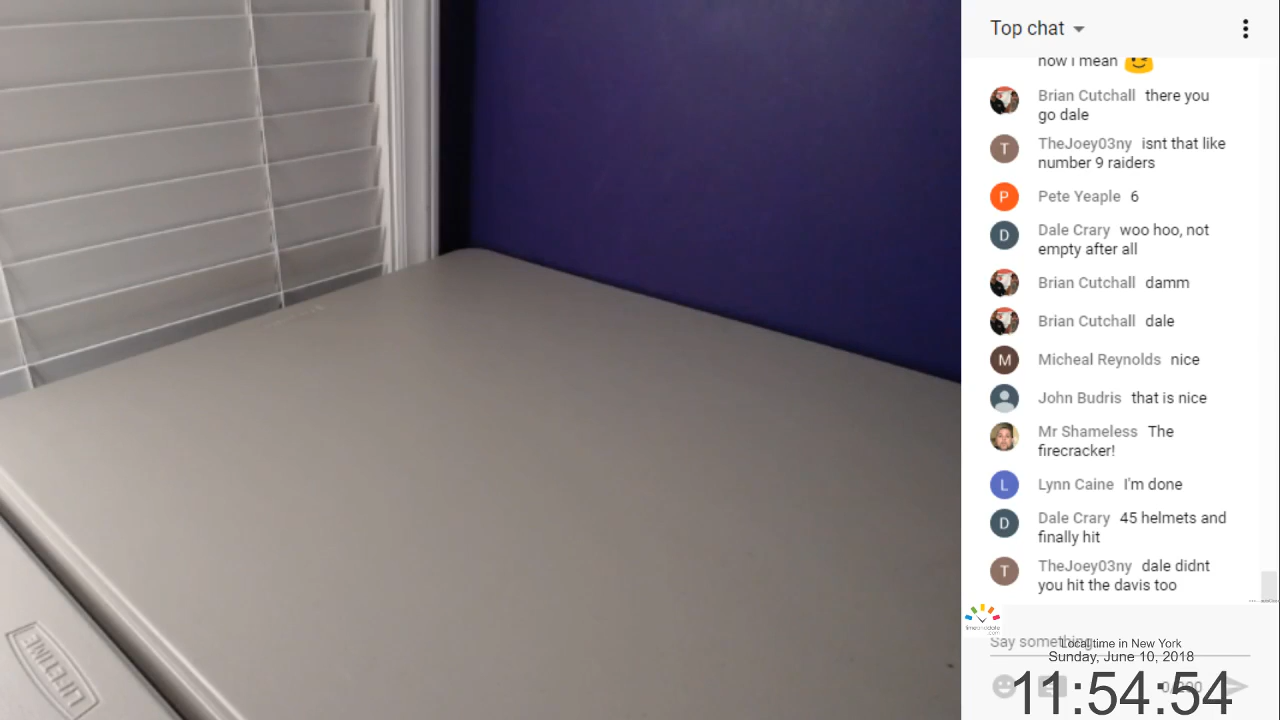 Top chat
now I mean
Brian Cutchall there you
go dale
TheJoey03ny isnt that like
number 9 raiders
Pete Yeaple 6
Dale Crary woo hoo, not
empty after all
Brian Cutchall damm
Brian Cutchall dale
Micheal Reynolds nice
John Budris that is nice
Mr Shameless The
firecracker!
Lynn Caine I'm done
Dale Crary 45 helmets and
finally hit
TheJoey03ny dale didnt
you hit the davis too
Say something...
Local time in New York
Sunday, June 10, 2018
11:54:54
LIFETIME